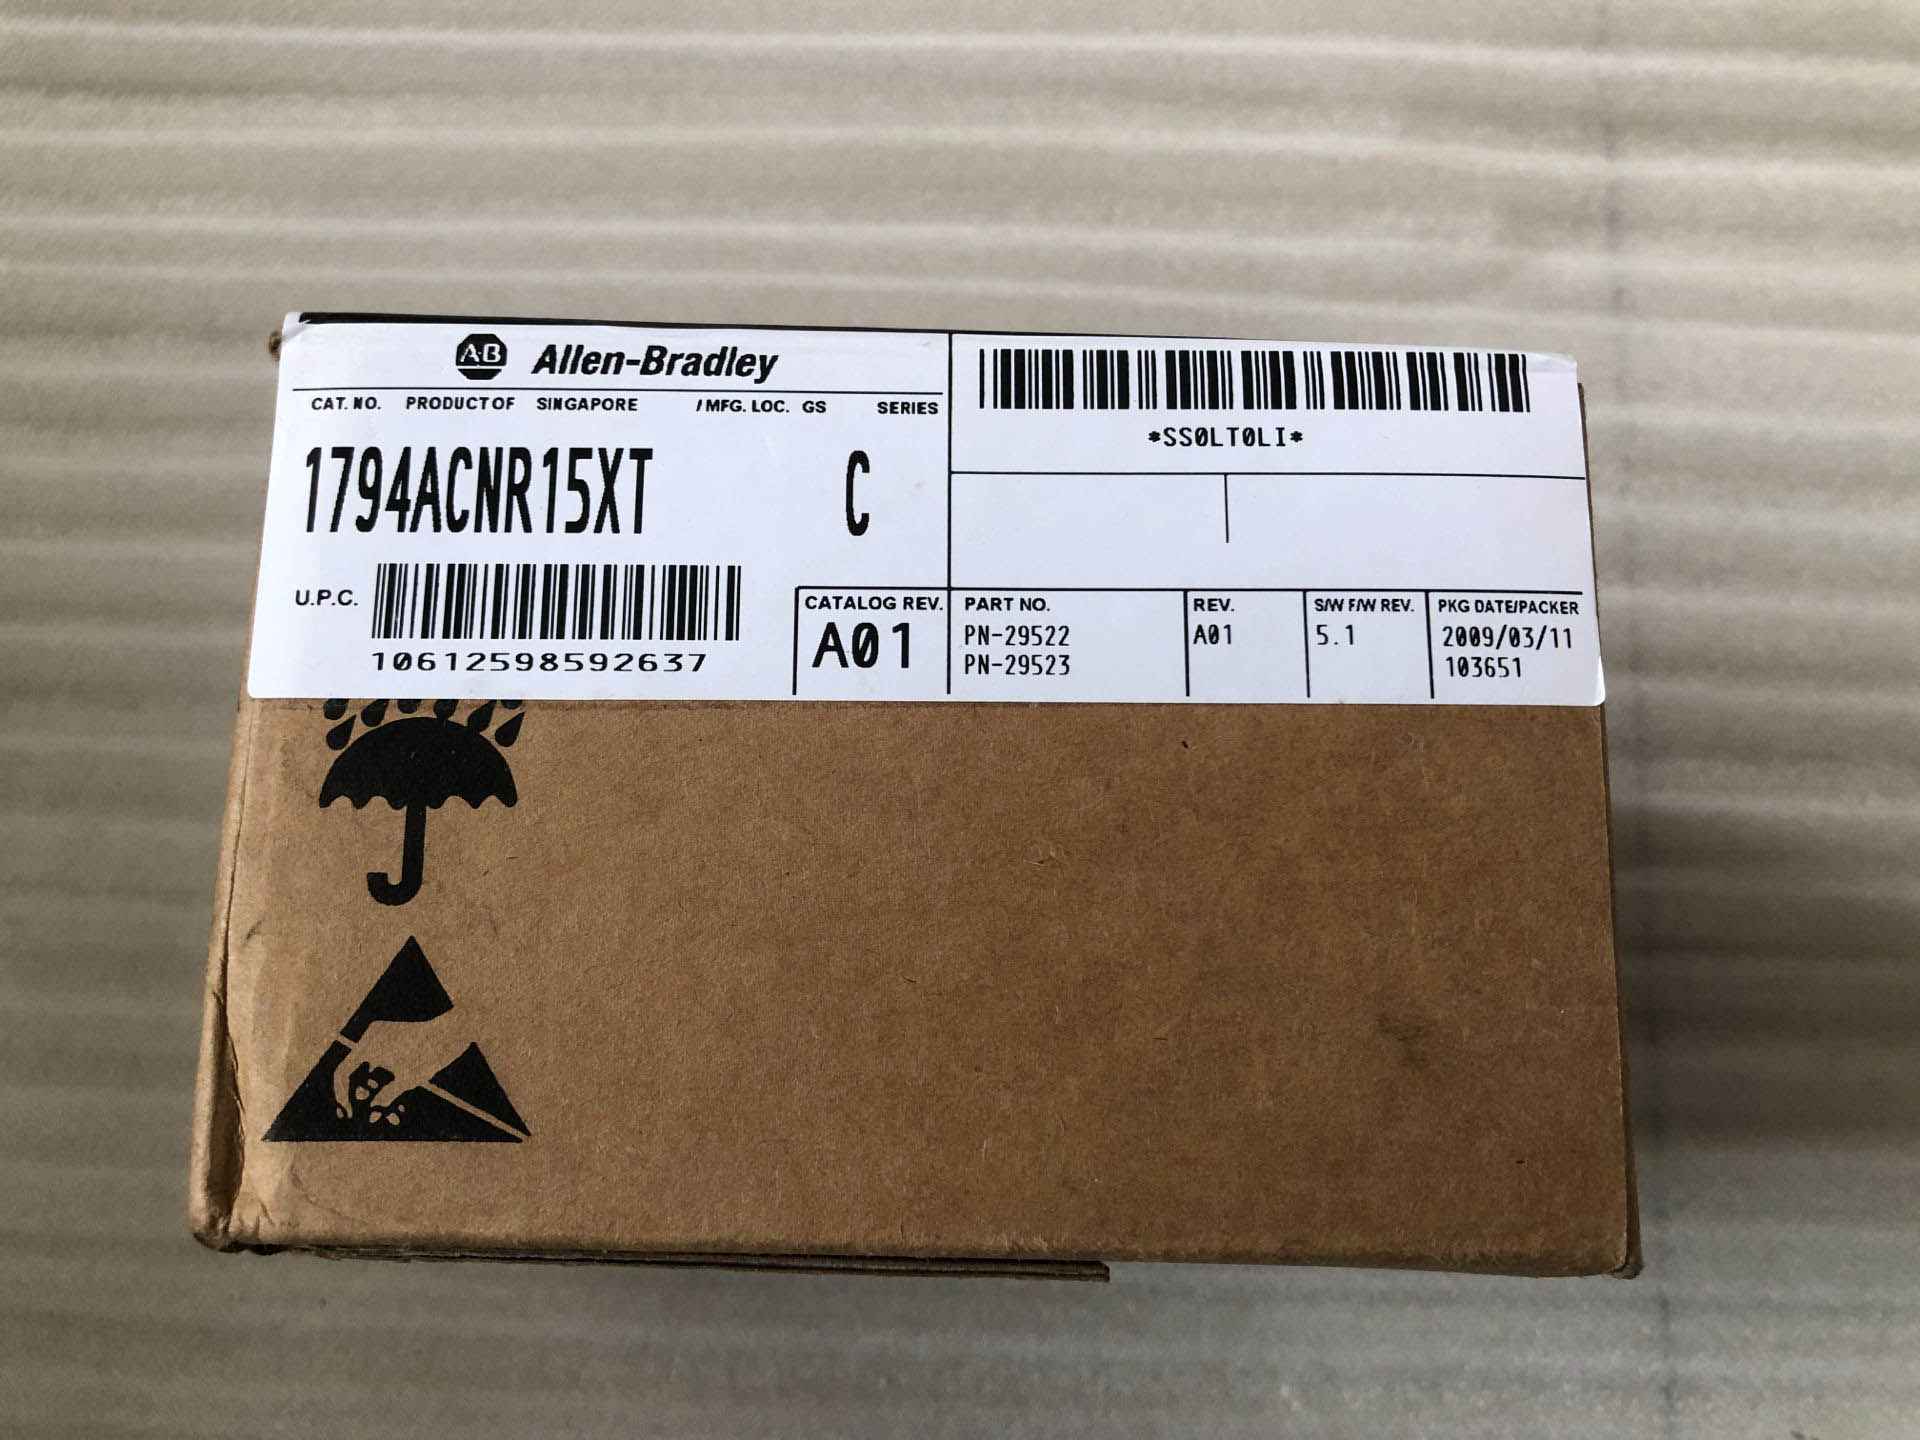 A-B Allen-Bradley
CAT. NO. PRODUCT OF SINGAPORE / MFG. LOC. GS SERIES
1794ACNR15XT C
U.P.C.
10612598592637
CATALOG REV.
A01
*SS0LT0LI*
PART NO.
PN-29522
PN-29523
REV.
A01
S/W F/W REV.
5.1
PKG DATE/PACKER
2009/03/11
103651